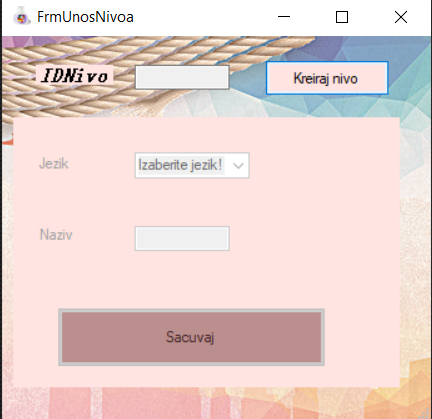 FrmUnosNivoa
IDNivo
Kreiraj nivo
Jezik
Izaberite jezik!
Naziv
Sacuvaj